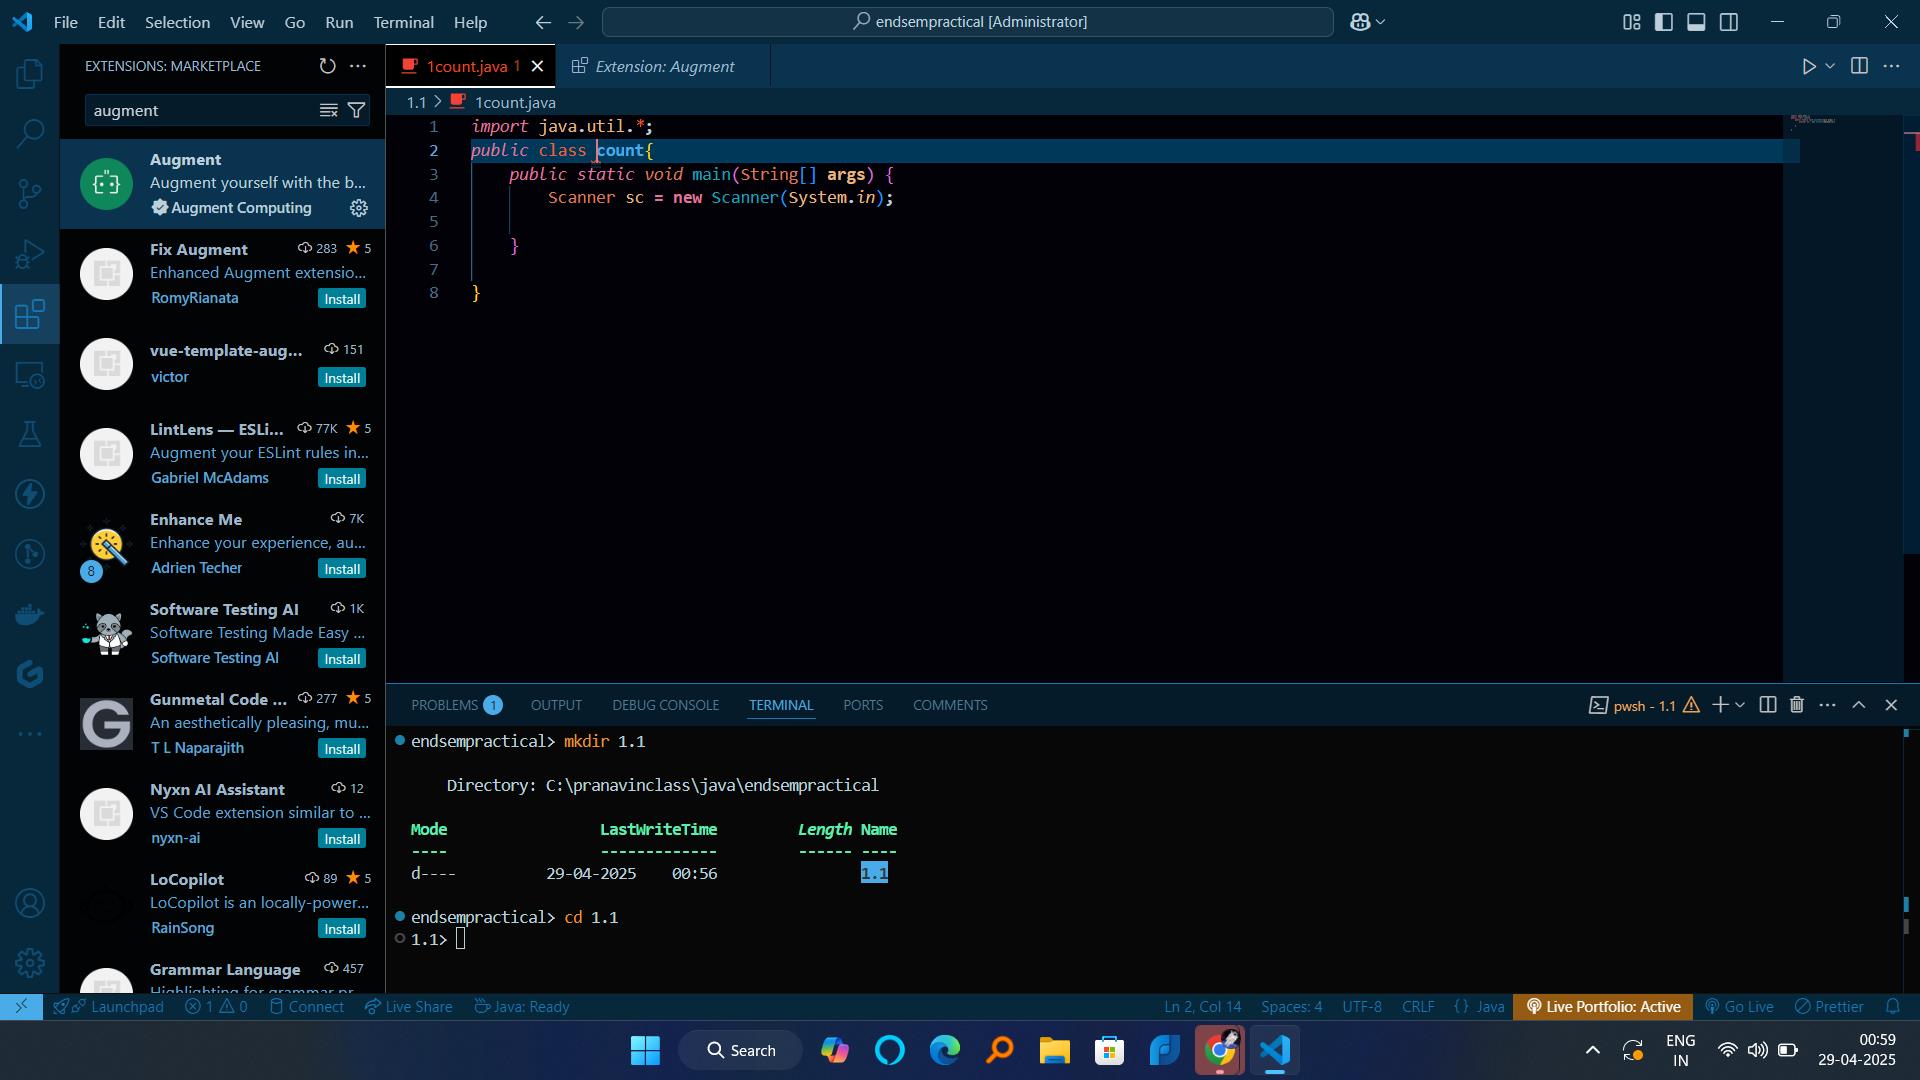 File Edit Selection View Go Run Terminal Help
endsempractical [Administrator]
EXTENSIONS: MARKETPLACE
augment
Augment
Augment yourself with the b...
Augment Computing
Fix Augment 283 5
Enhanced Augment extensio...
RomyRianata Install
vue-template-aug... 151
victor Install
LintLens — ESLi... 77K 5
Augment your ESLint rules in...
Gabriel McAdams Install
Enhance Me 7K
Enhance your experience, au...
8 Adrien Techer Install
Software Testing AI 1K
Software Testing Made Easy ...
Software Testing AI Install
Gunmetal Code ... 277 5
An aesthetically pleasing, mu...
T L Naparajith Install
Nyxn AI Assistant 12
VS Code extension similar to ...
nyxn-ai Install
LoCopilot 89 5
LoCopilot is an locally-power...
RainSong Install
Grammar Language 457
1count.java 1 Extension: Augment
1.1 > 1count.java
1 import java.util.*;
2 public class count{
3 public static void main(String[] args) {
4 Scanner sc = new Scanner(System.in);
5
6 }
7
8 }
PROBLEMS 1 OUTPUT DEBUG CONSOLE TERMINAL PORTS COMMENTS
pwsh - 1.1
endsempractical> mkdir 1.1
Directory: C:\pranavinclass\java\endsempractical
Mode LastWriteTime Length Name
---- ------------- ------ ----
d---- 29-04-2025 00:56 1.1
endsempractical> cd 1.1
1.1>
Launchpad 1 0 Connect Live Share Java: Ready
Ln 2, Col 14 Spaces: 4 UTF-8 CRLF {} Java Live Portfolio: Active Go Live Prettier
Search
ENG
IN
00:59
29-04-2025